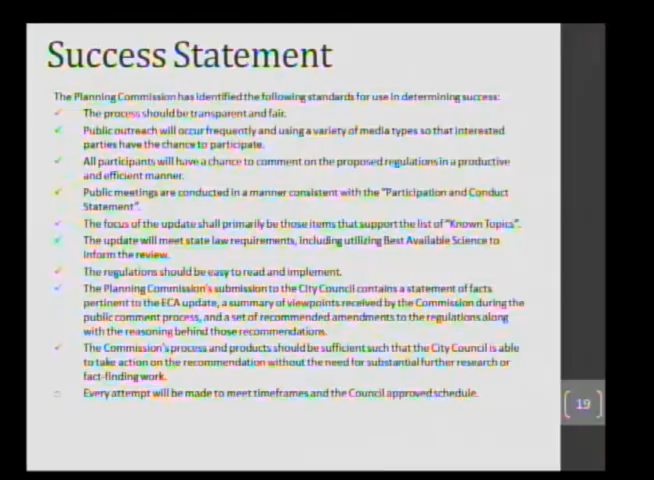 Success Statement
The Planning Commission has identified the following standards for use in determining success:
The process should be transparent and fair.
Public outreach will occur frequently and using a variety of media types so that interested
parties have the chance to participate.
All participants will have a chance to comment on the proposed regulations in a productive
and efficient manner.
Public meetings are conducted in a manner consistent with the "Participation and Conduct
Statement".
The focus of the update shall primarily be those items that support the list of "Known Topics".
The update will meet state law requirements, including utilizing Best Available Science to
inform the review.
The regulations should be easy to read and implement.
The Planning Commission's submission to the City Council contains a statement of facts
pertinent to the ECA update, a summary of viewpoints received by the Commission during the
public comment process, and a set of recommended amendments to the regulations along
with the reasoning behind those recommendations.
The Commission's process and products should be sufficient such that the City Council is able
to take action on the recommendation without the need for substantial further research or
fact-finding work.
Every attempt will be made to meet timeframes and the Council approved schedule.
[ 19 ]